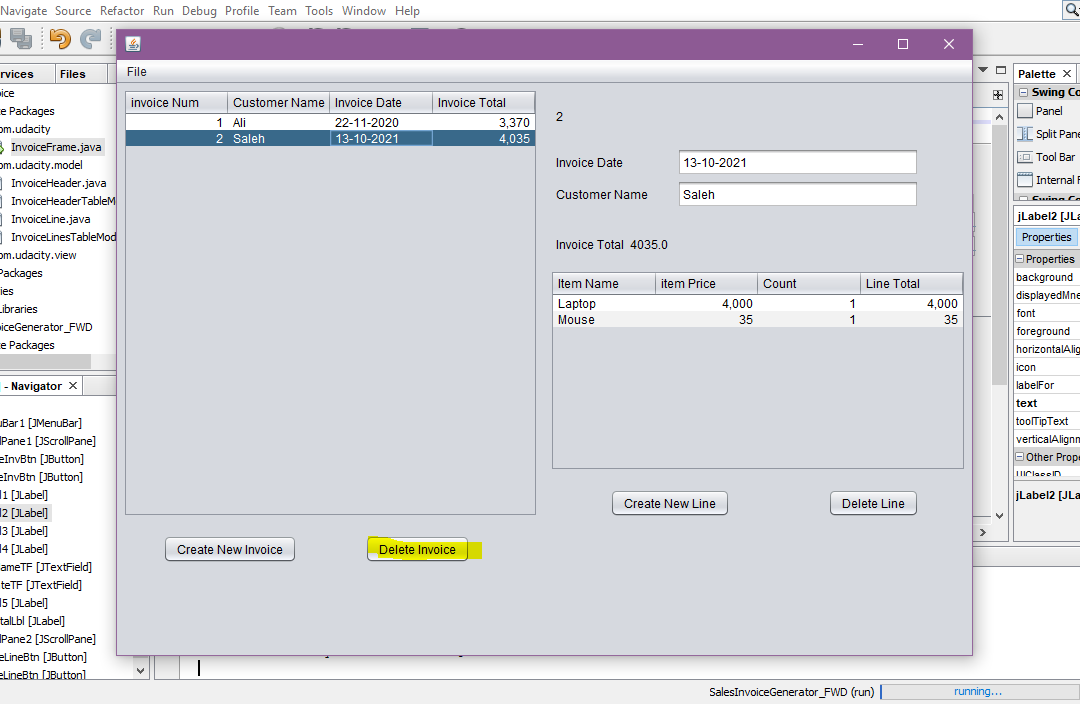 Navigate Source Refactor Run Debug Profile Team Tools Window Help
rvices Files
oice
e Packages
om.udacity
InvoiceFrame.java
om.udacity.model
InvoiceHeader.java
InvoiceHeaderTableM
InvoiceLine.java
InvoiceLinesTableMod
om.udacity.view
Packages
ies
Libraries
oiceGenerator_FWD
ce Packages
- Navigator
uBar1 [JMenuBar]
lPane1 [JScrollPane]
eInvBtn [JButton]
eInvBtn [JButton]
l1 [JLabel]
l2 [JLabel]
l3 [JLabel]
l4 [JLabel]
ameTF [JTextField]
teTF [JTextField]
l5 [JLabel]
talLbl [JLabel]
lPane2 [JScrollPane]
eLineBtn [JButton]
eLineBtn [JButton]
File
invoice Num Customer Name Invoice Date Invoice Total
1 Ali 22-11-2020 3,370
2 Saleh 13-10-2021 4,035
Create New Invoice Delete Invoice
2
Invoice Date 13-10-2021
Customer Name Saleh
Invoice Total 4035.0
Item Name item Price Count Line Total
Laptop 4,000 1 4,000
Mouse 35 1 35
Create New Line Delete Line
Palette
Swing Co
Panel
Split Pane
Tool Bar
Internal F
Swing Co
jLabel2 [JLa
Properties
Properties
background
displayedMne
font
foreground
horizontalAlig
icon
labelFor
text
toolTipText
verticalAlignm
Other Prope
UIClassID
jLabel2 [JLa
SalesInvoiceGenerator_FWD (run) running...